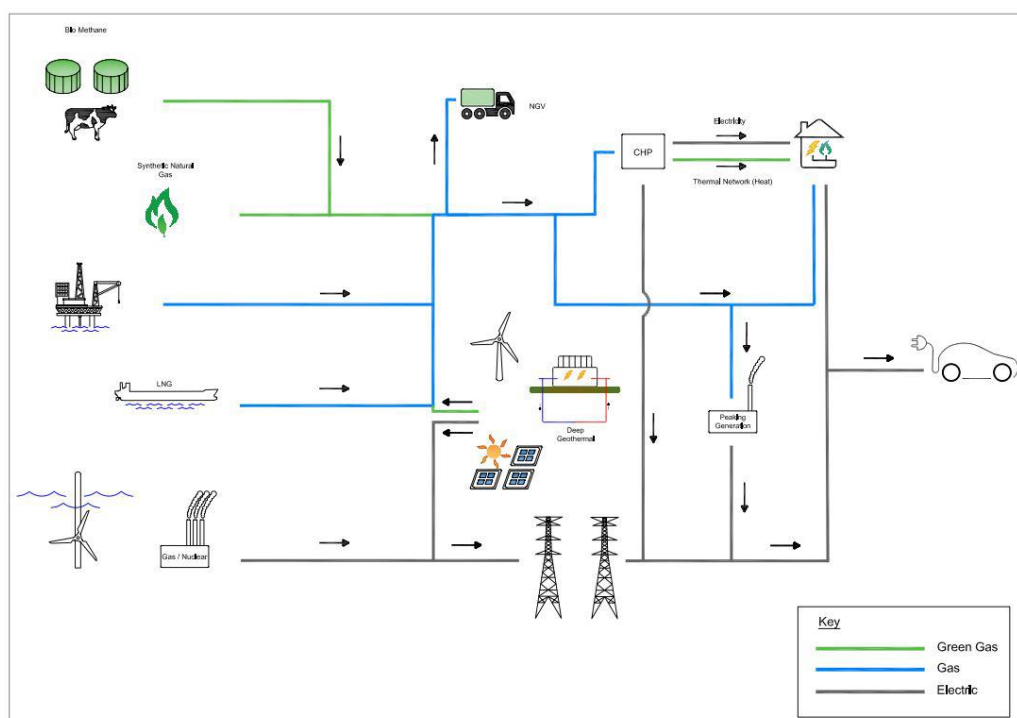 Bio Methane
NGV
Electricity
CHP
Thermal Network (Heat)
Synthetic Natural
Gas
LNG
Deep
Geothermal
Peaking
Generation
Gas / Nuclear
Key
Green Gas
Gas
Electric